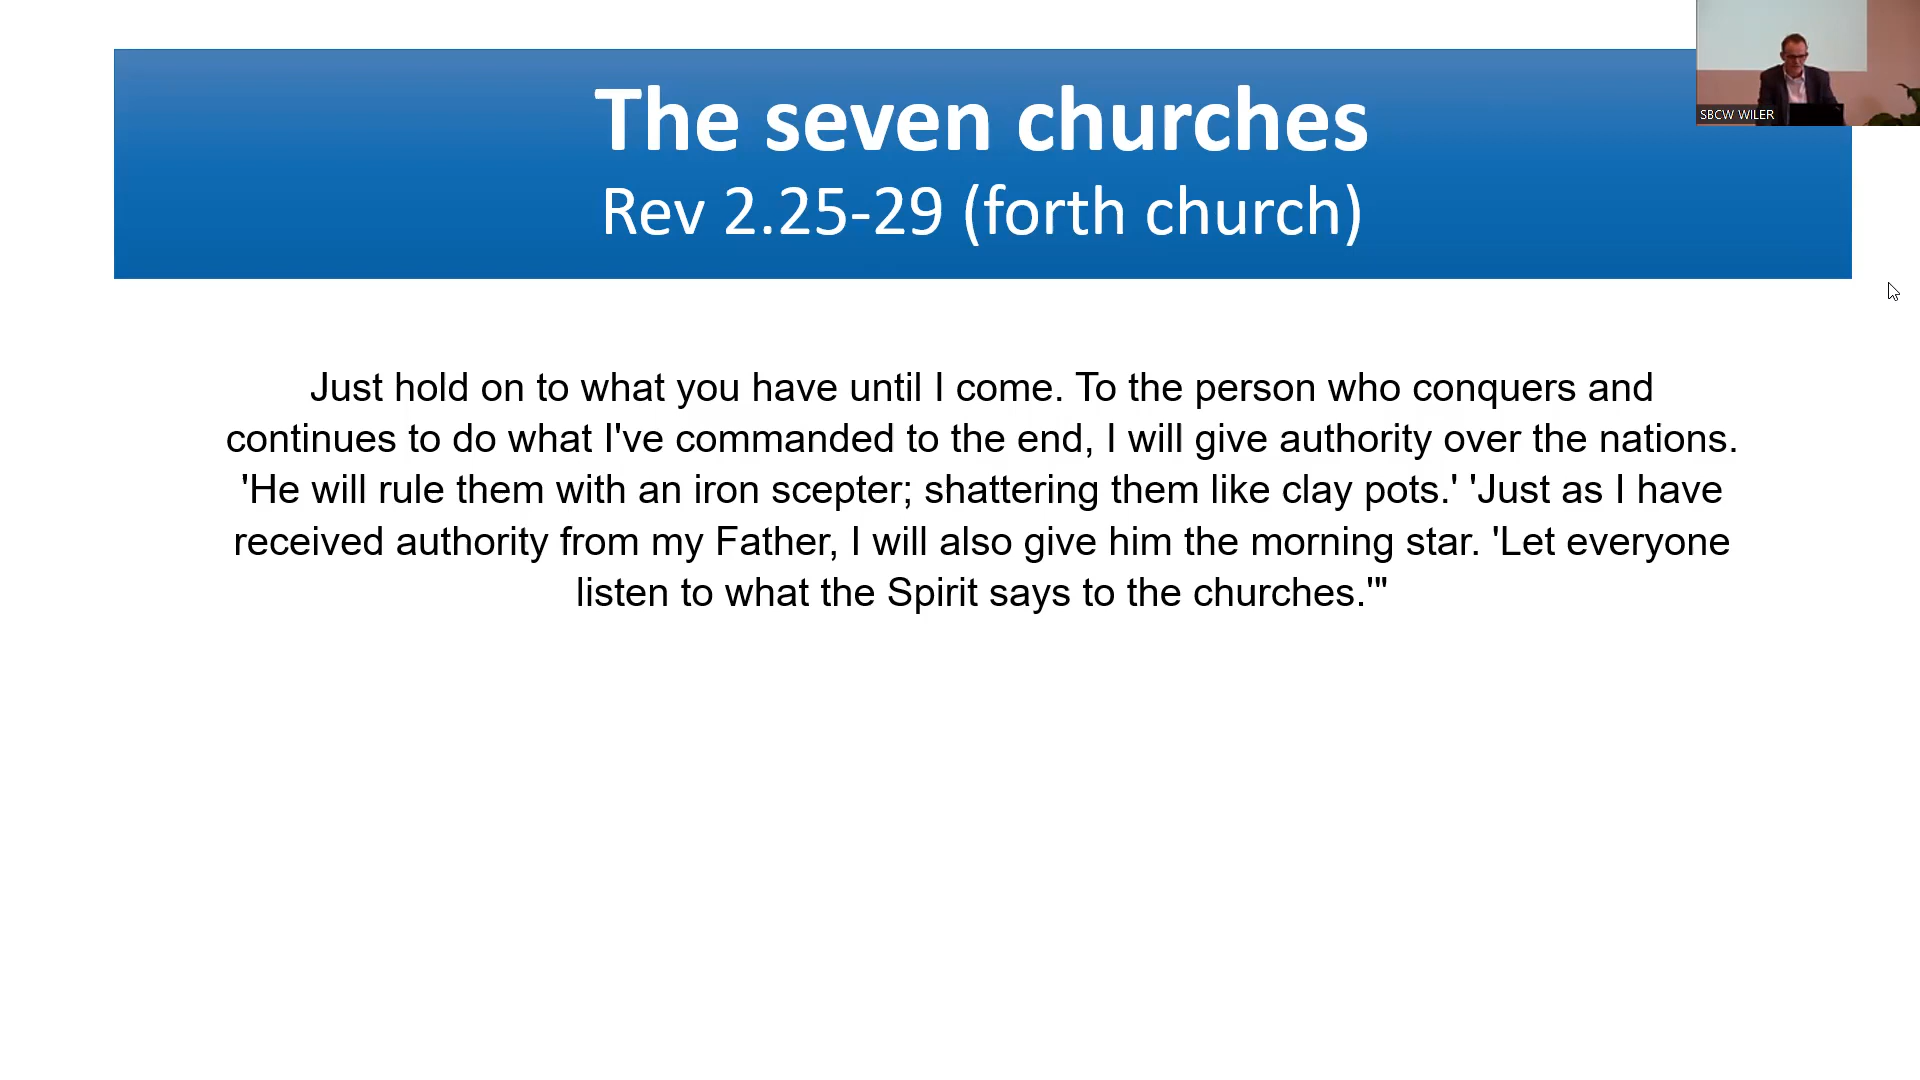 The seven churches
Rev 2.25-29 (forth church)
SBCW WILER
Just hold on to what you have until I come. To the person who conquers and
continues to do what I've commanded to the end, I will give authority over the nations.
'He will rule them with an iron scepter; shattering them like clay pots.' 'Just as I have
received authority from my Father, I will also give him the morning star. 'Let everyone
listen to what the Spirit says to the churches.'"